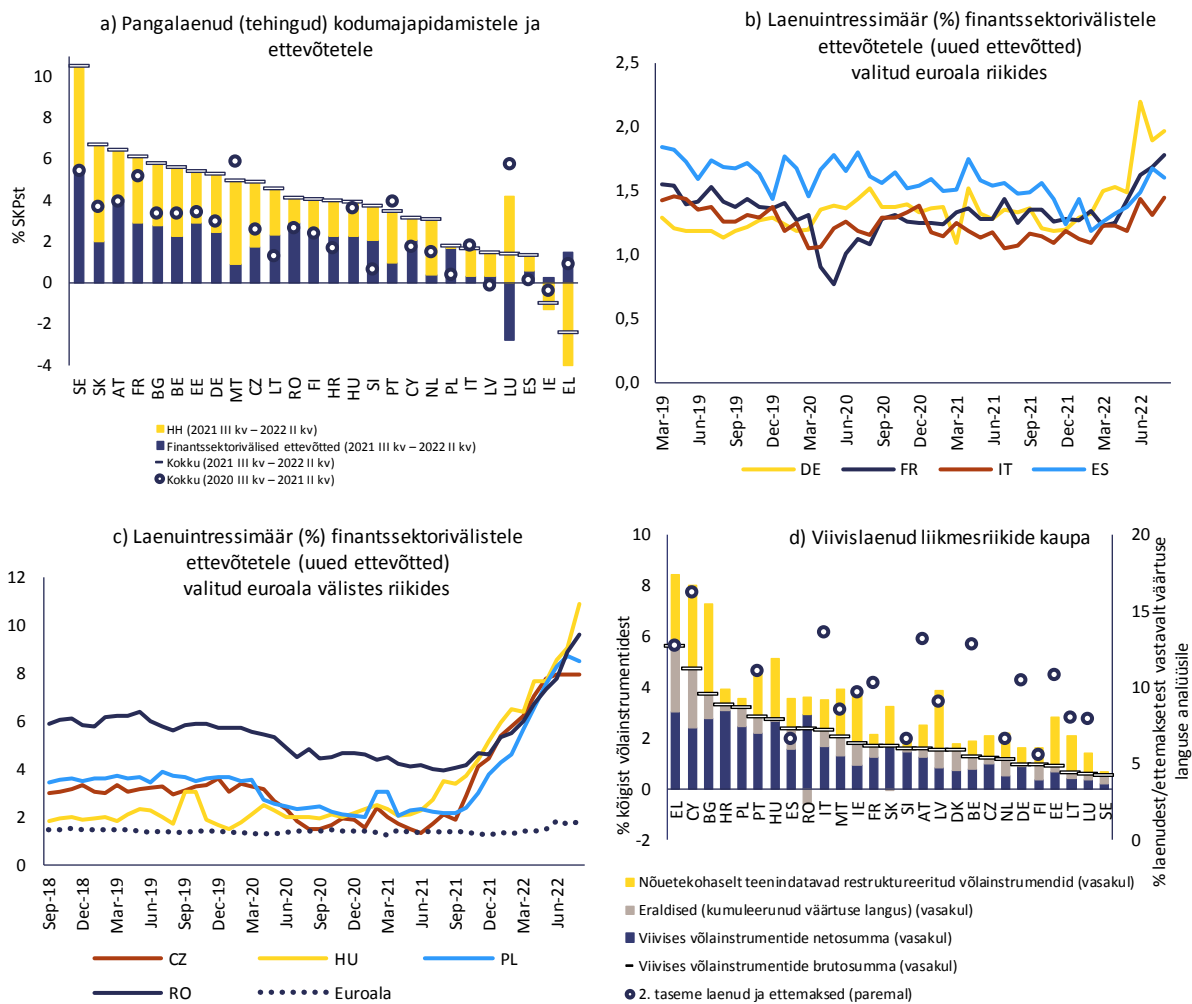 a) Pangalaenud (tehingud) kodumajapidamistele ja
ettevõtetele
% SKPst
10
8
6
4
2
0
-2
-4
SE
SK
AT
FR
BG
BE
EE
DE
MT
CZ
LT
RO
FI
HR
HU
SI
PT
CY
NL
PL
IT
LV
LU
ES
IE
EL
HH (2021 III kv – 2022 II kv)
Finantssektorivälised ettevõtted (2021 III kv – 2022 II kv)
Kokku (2021 III kv – 2022 II kv)
Kokku (2020 III kv – 2021 II kv)
b) Laenuintressimäär (%) finantssektorivälistele
ettevõtetele (uued ettevõtted)
valitud euroala riikides
2,5
2,0
1,5
1,0
0,5
0,0
Mar-19
Jun-19
Sep-19
Dec-19
Mar-20
Jun-20
Sep-20
Dec-20
Mar-21
Jun-21
Sep-21
Dec-21
Mar-22
Jun-22
DE
FR
IT
ES
c) Laenuintressimäär (%) finantssektorivälistele
ettevõtetele (uued ettevõtted)
valitud euroala välistes riikides
12
10
8
6
4
2
0
Sep-18
Dec-18
Mar-19
Jun-19
Sep-19
Dec-19
Mar-20
Jun-20
Sep-20
Dec-20
Mar-21
Jun-21
Sep-21
Dec-21
Mar-22
Jun-22
CZ
HU
PL
RO
Euroala
d) Viivislaenud liikmesriikide kaupa
% kõigist võlainstrumentidest
10
8
6
4
2
0
-2
EL
CY
BG
HR
PL
PT
HU
ES
RO
IT
MT
IE
FR
SK
SI
AT
LV
DK
BE
CZ
NL
DE
FI
EE
LT
LU
SE
20
15
10
5
0
% laenudest/ettemaksetest vastavalt väärtuse
languse analüüsile
Nõuetekohaselt teenindatavad restruktureeritud võlainstrumendid (vasakul)
Eraldised (kumuleerunud väärtuse langus) (vasakul)
Viivises võlainstrumentide netosumma (vasakul)
Viivises võlainstrumentide brutosumma (vasakul)
2. taseme laenud ja ettemaksed (paremal)